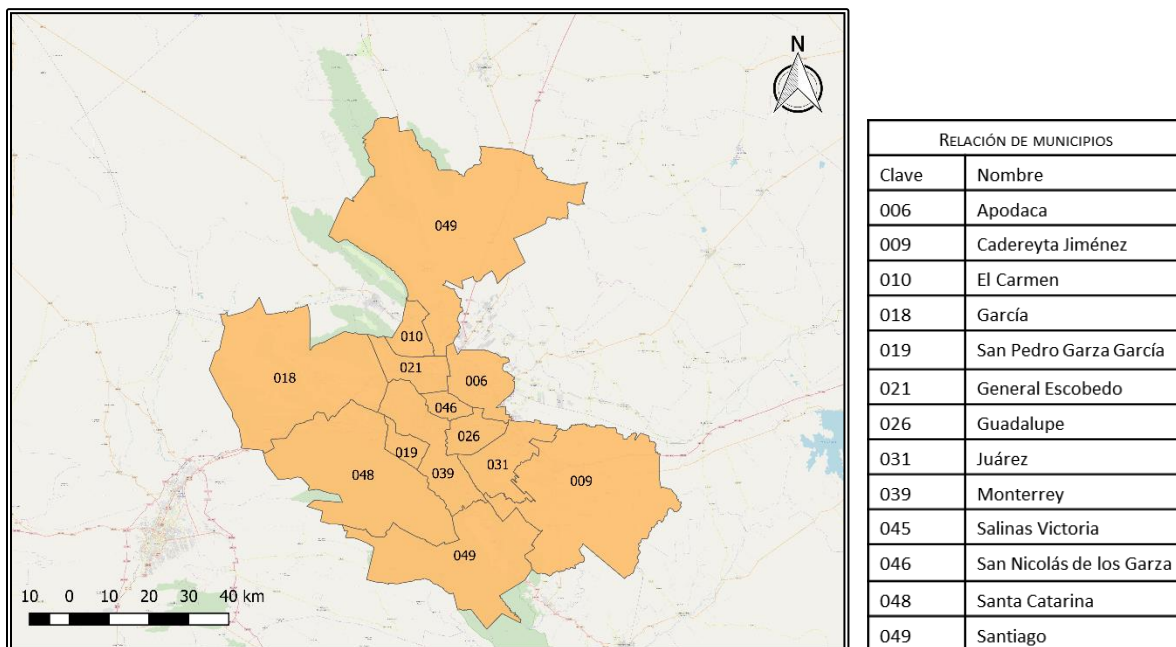 N
049
010
021
018
006
046
026
019
031
048
039
009
049
10 0 10 20 30 40 km
RELACIÓN DE MUNICIPIOS
Clave Nombre
006 Apodaca
009 Cadereyta Jiménez
010 El Carmen
018 García
019 San Pedro Garza García
021 General Escobedo
026 Guadalupe
031 Juárez
039 Monterrey
045 Salinas Victoria
046 San Nicolás de los Garza
048 Santa Catarina
049 Santiago